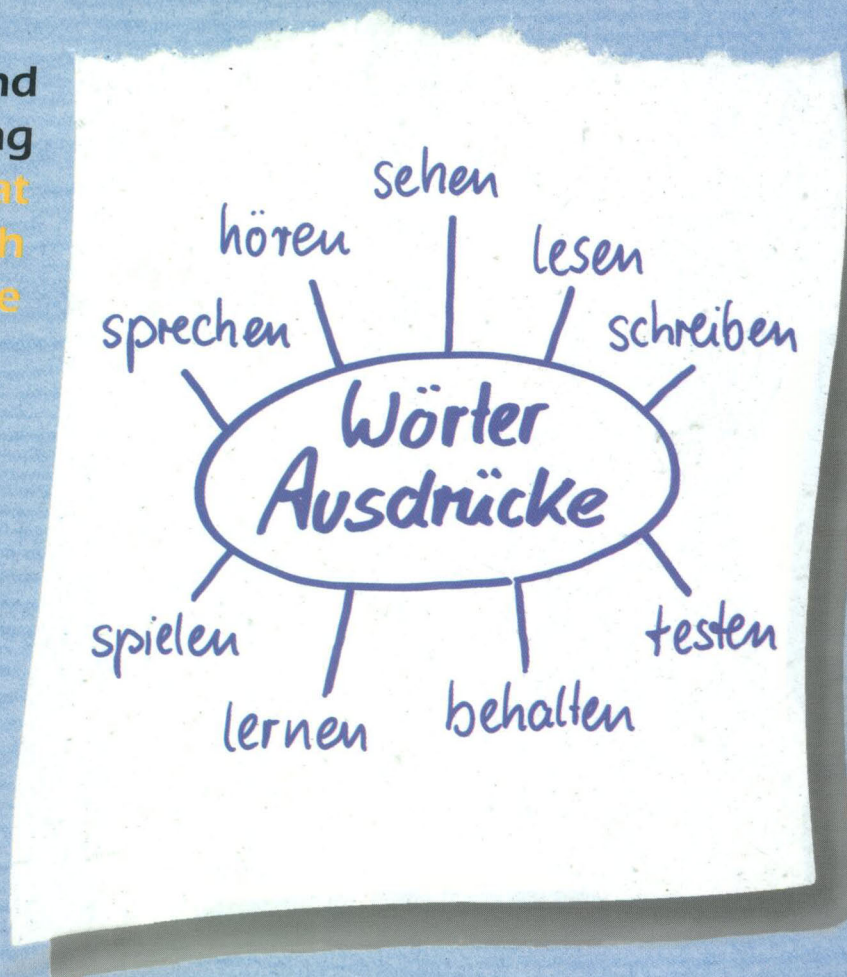 sehen
hören
lesen
sprechen
schreiben
Wörter
Ausdrücke
spielen
testen
lernen
behalten